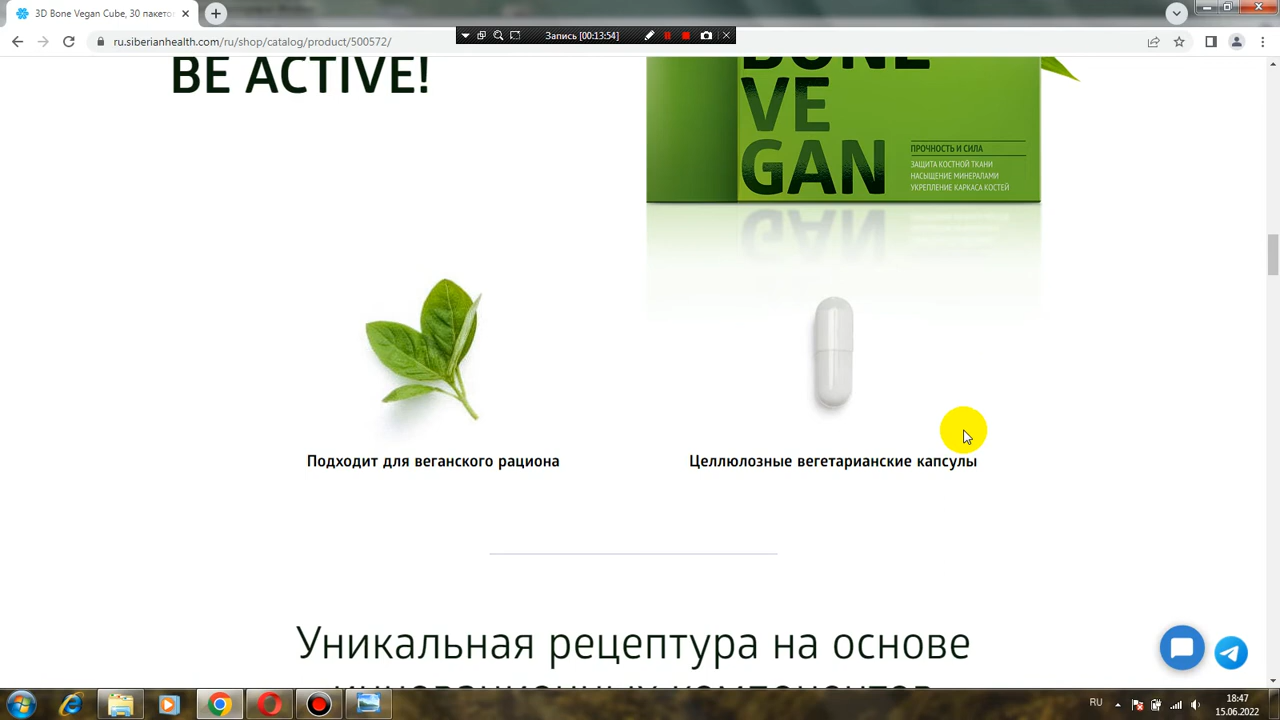 3D Bone Vegan Cube, 30 пакето
ru.siberianhealth.com/ru/shop/catalog/product/500572/
Запись [00:13:54]
BE ACTIVE!
BONE
VE
GAN
ПРОЧНОСТЬ И СИЛА
ЗАЩИТА КОСТНОЙ ТКАНИ
НАСЫЩЕНИЕ МИНЕРАЛАМИ
УКРЕПЛЕНИЕ КАРКАСА КОСТЕЙ
Подходит для веганского рациона
Целлюлозные вегетарианские капсулы
Уникальная рецептура на основе
инновационных компонентов
RU
18:47
15.06.2022